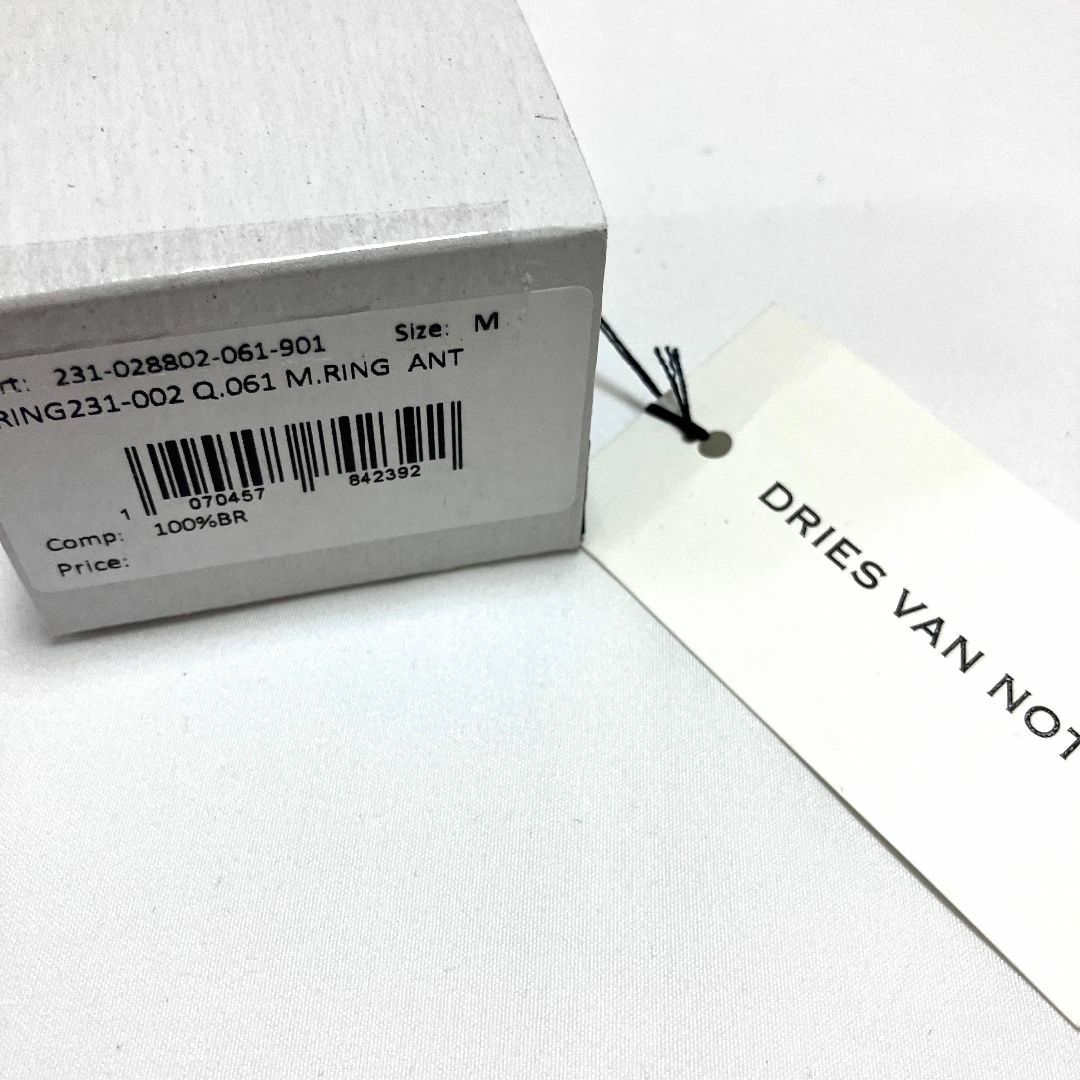 rt.: 231-028802-061-901 Size: M
RING231-002 Q.061 M.RING ANT
1 070457 842392
Comp: 100%BR
Price:
DRIES VAN NOT